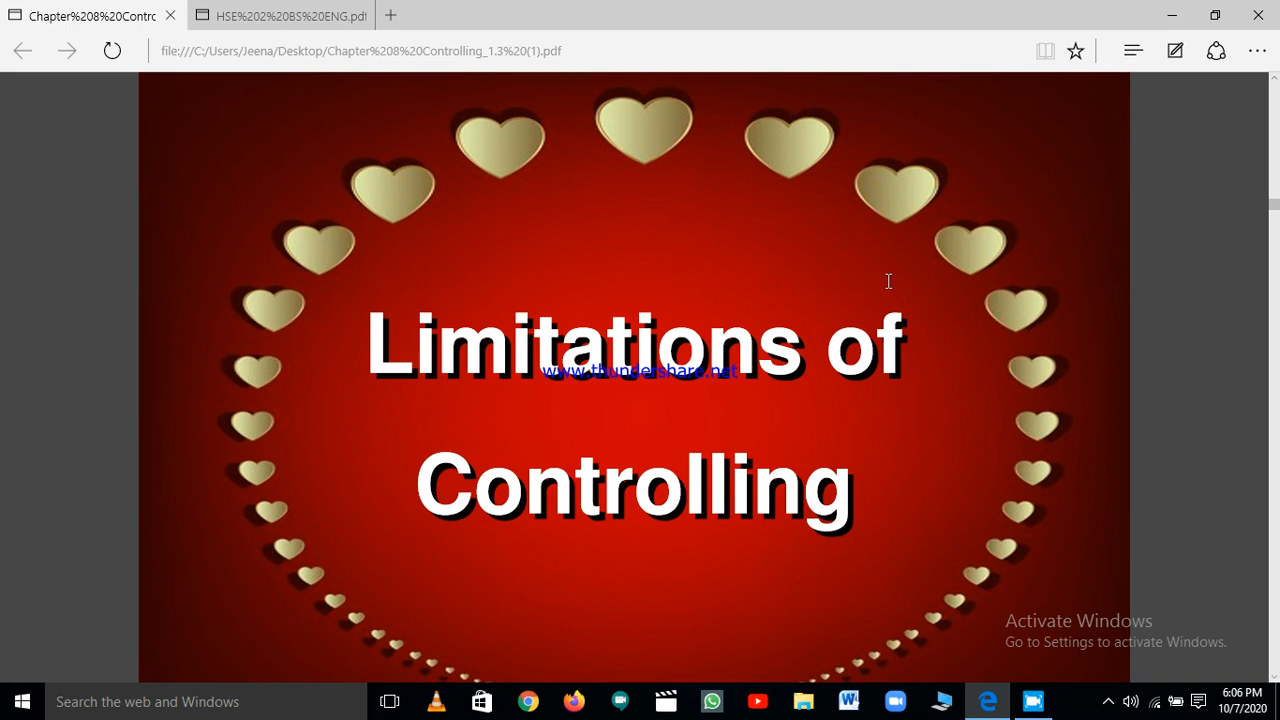 Chapter%208%20Contro
HSE%202%20BS%20ENG.pdf
file:///C:/Users/Jeena/Desktop/Chapter%208%20Controlling_1.3%20(1).pdf
Limitations of
www.thundershare.net
Controlling
Activate Windows
Go to Settings to activate Windows.
Search the web and Windows
6:06 PM
10/7/2020